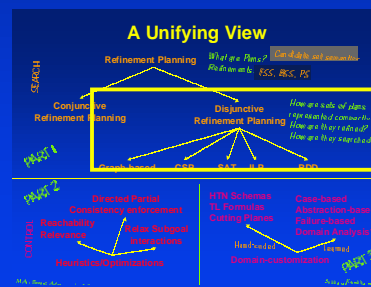 A Unifying View
Refinement Planning
What are Plans?
Refinements
Candidate set semantics
FSS, BSS, PS
SEARCH
Conjunctive
Refinement Planning
Disjunctive
Refinement Planning
How are sets of plans
represented compactly
How are they refined?
How are they searched
PART 1
Graph-based
CSP
SAT
ILP
BDD
PART 2
CONTROL
Directed Partial
Consistency enforcement
Reachability
Relevance
Relax Subgoal
interactions
Heuristics/Optimizations
HTN Schemas
TL Formulas
Cutting Planes
Case-based
Abstraction-base
Failure-based
Domain Analysis
Hand-coded
Learned
Domain-customization
PART